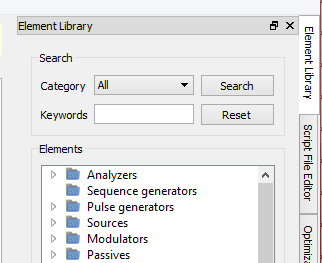 Element Library
Search
Category All Search
Keywords Reset
Elements
Analyzers
Sequence generators
Pulse generators
Sources
Modulators
Passives
Element Library
Script File Editor